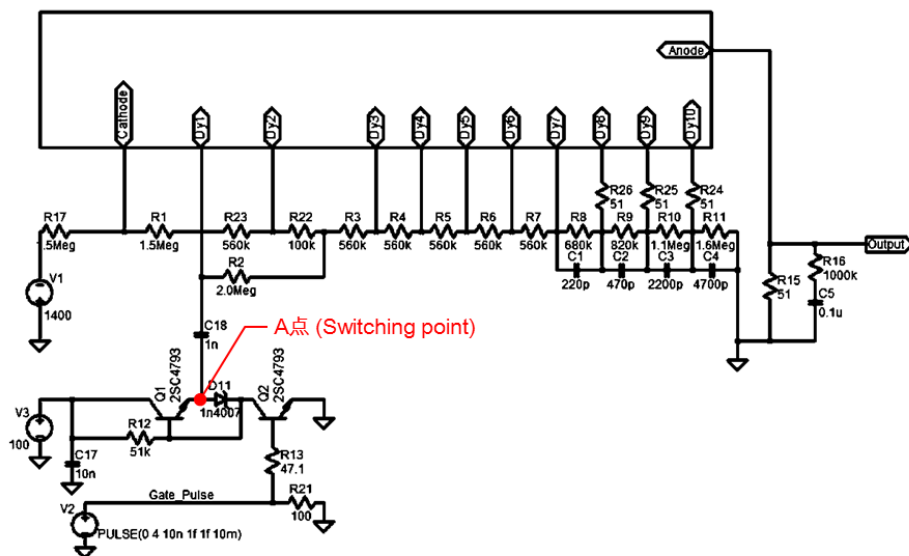 Anode
Cathode
Dy1
Dy2
Dy3
Dy4
Dy5
Dy6
Dy7
Dy8
Dy9
Dy10
R26
51
R25
51
R24
51
R17
1.5Meg
R1
1.5Meg
R23
560k
R22
100k
R3
560k
R4
560k
R5
560k
R6
560k
R7
560k
R8
680k
R9
820k
R10
1.1Meg
R11
1.6Meg
Output
R2
2.0Meg
C1
220p
C2
470p
C3
2200p
C4
4700p
R15
51
R16
1000k
C5
0.1u
V1
1400
C18
1n
A点 (Switching point)
Q1
2SC4793
D11
1n4007
Q2
2SC4793
V3
100
R12
51k
C17
10n
R13
47.1
Gate_Pulse
R21
100
V2
PULSE(0 4 10n 1f 1f 10m)